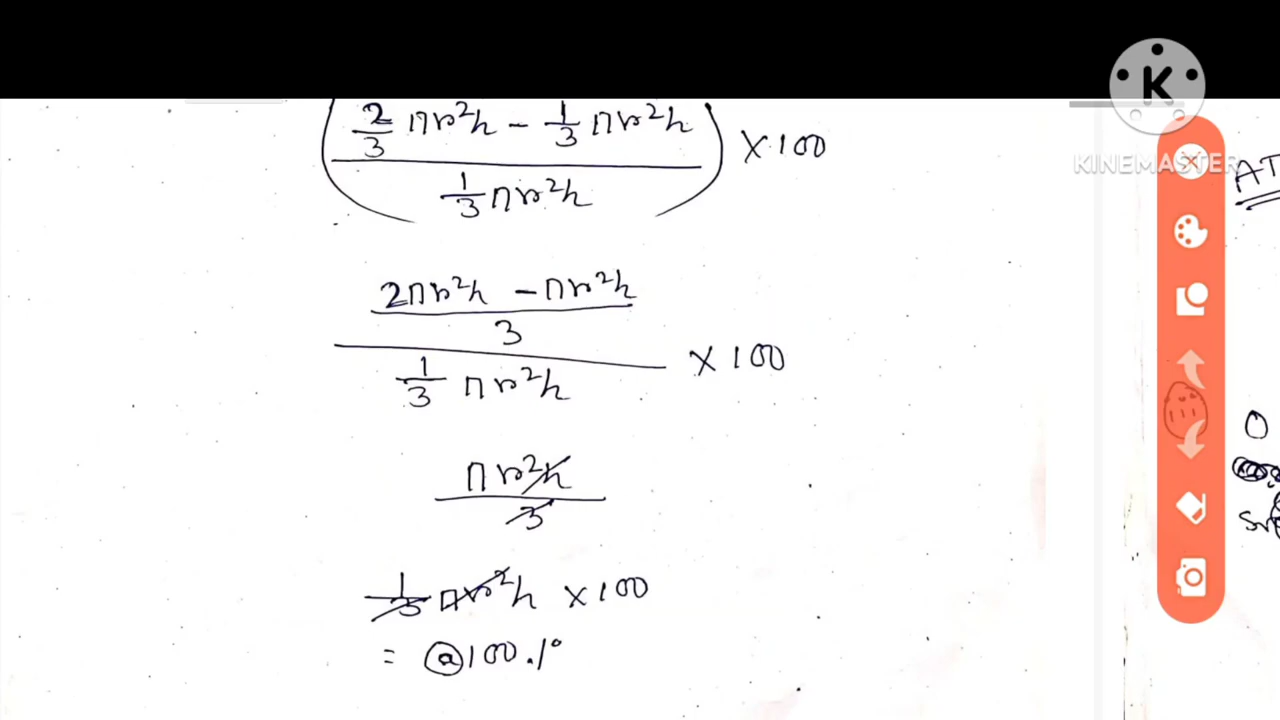 (2/3 πr²h - 1/3 πr²h) × 100
1/3 πr²h
2πr²h - πr²h
3
1/3 πr²h × 100
πr²h
3
1/3 πr²h × 100
= ⓐ 100 %
K
KINEMASTER
AT
O